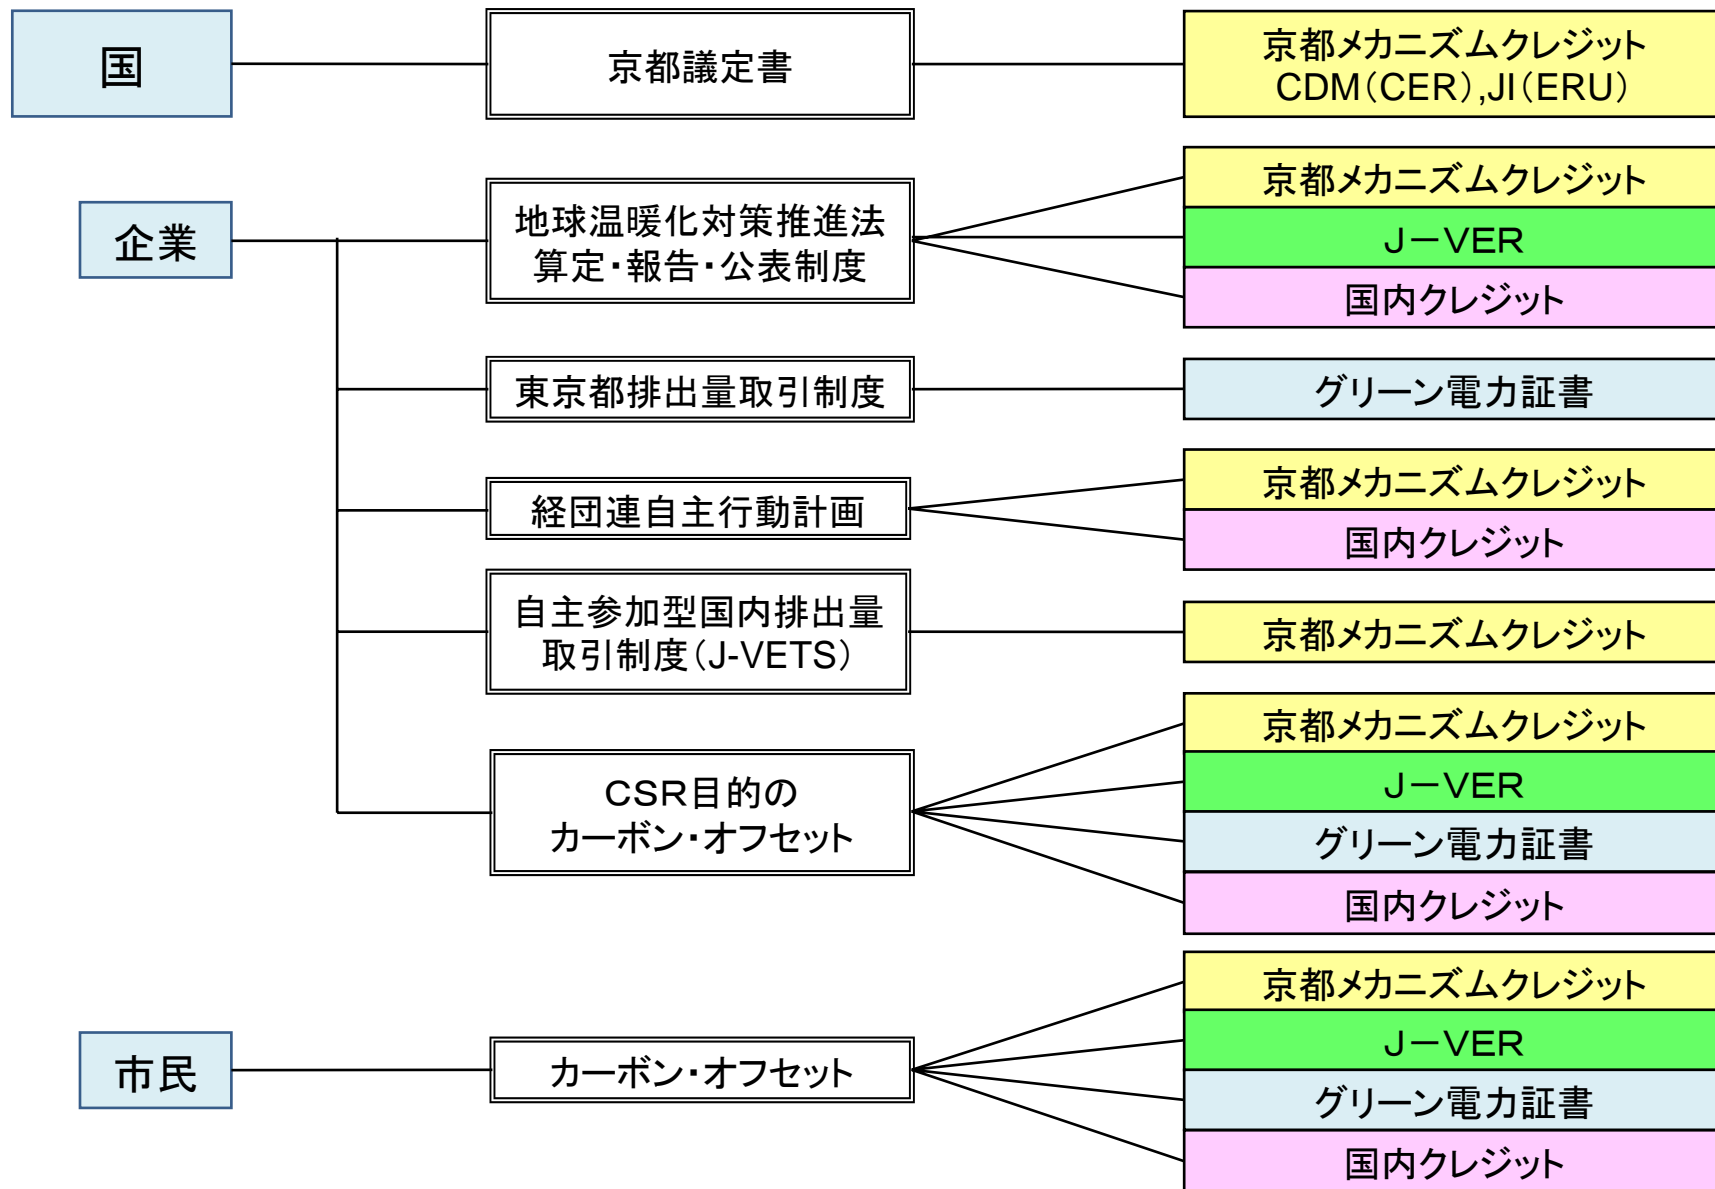 国
京都議定書
京都メカニズムクレジット
CDM（CER）,JI（ERU）
企業
地球温暖化対策推進法
算定・報告・公表制度
京都メカニズムクレジット
Ｊ－ＶＥＲ
国内クレジット
東京都排出量取引制度
グリーン電力証書
経団連自主行動計画
京都メカニズムクレジット
国内クレジット
自主参加型国内排出量
取引制度（J-VETS）
京都メカニズムクレジット
ＣＳＲ目的の
カーボン・オフセット
京都メカニズムクレジット
Ｊ－ＶＥＲ
グリーン電力証書
国内クレジット
市民
カーボン・オフセット
京都メカニズムクレジット
Ｊ－ＶＥＲ
グリーン電力証書
国内クレジット